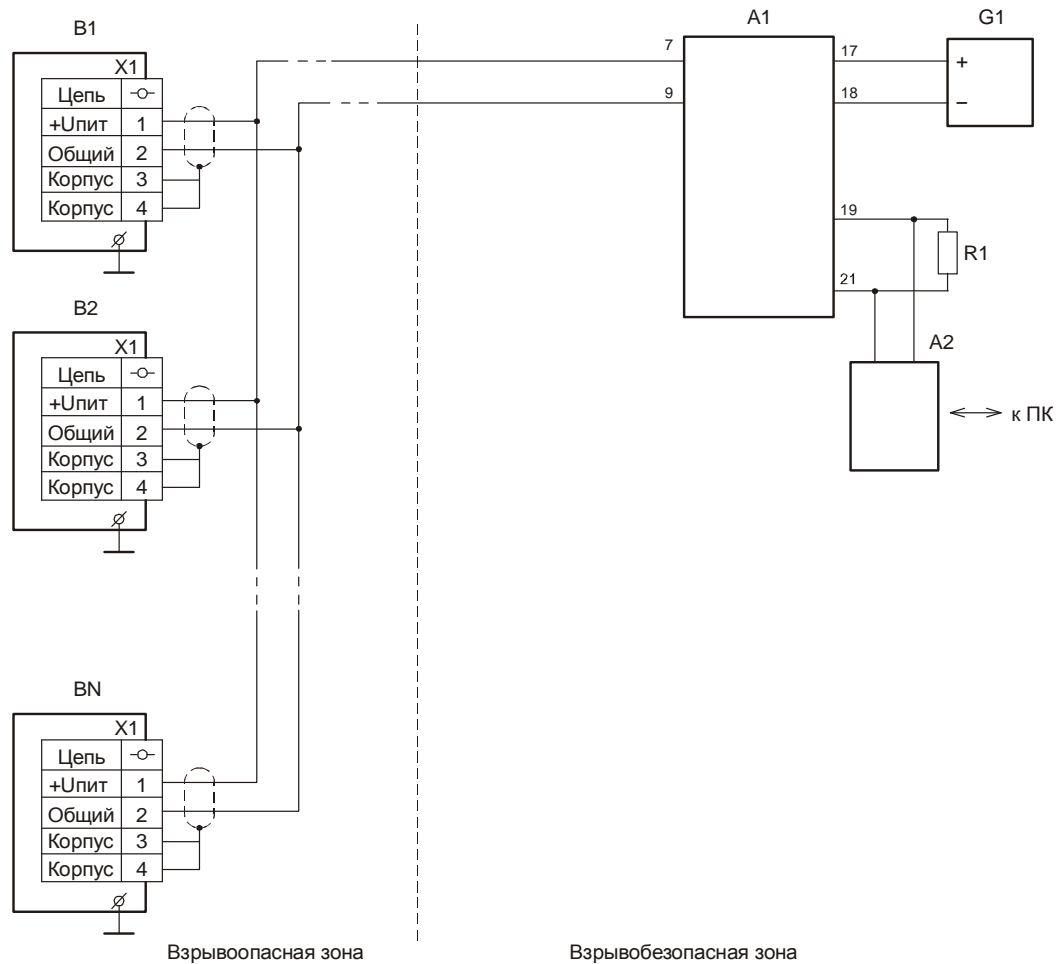 B1
X1
Цепь
+Uпит 1
Общий 2
Корпус 3
Корпус 4
B2
X1
Цепь
+Uпит 1
Общий 2
Корпус 3
Корпус 4
BN
X1
Цепь
+Uпит 1
Общий 2
Корпус 3
Корпус 4
A1
7
9
17
18
19
21
G1
+
−
R1
A2
к ПК
Взрывоопасная зона
Взрывобезопасная зона